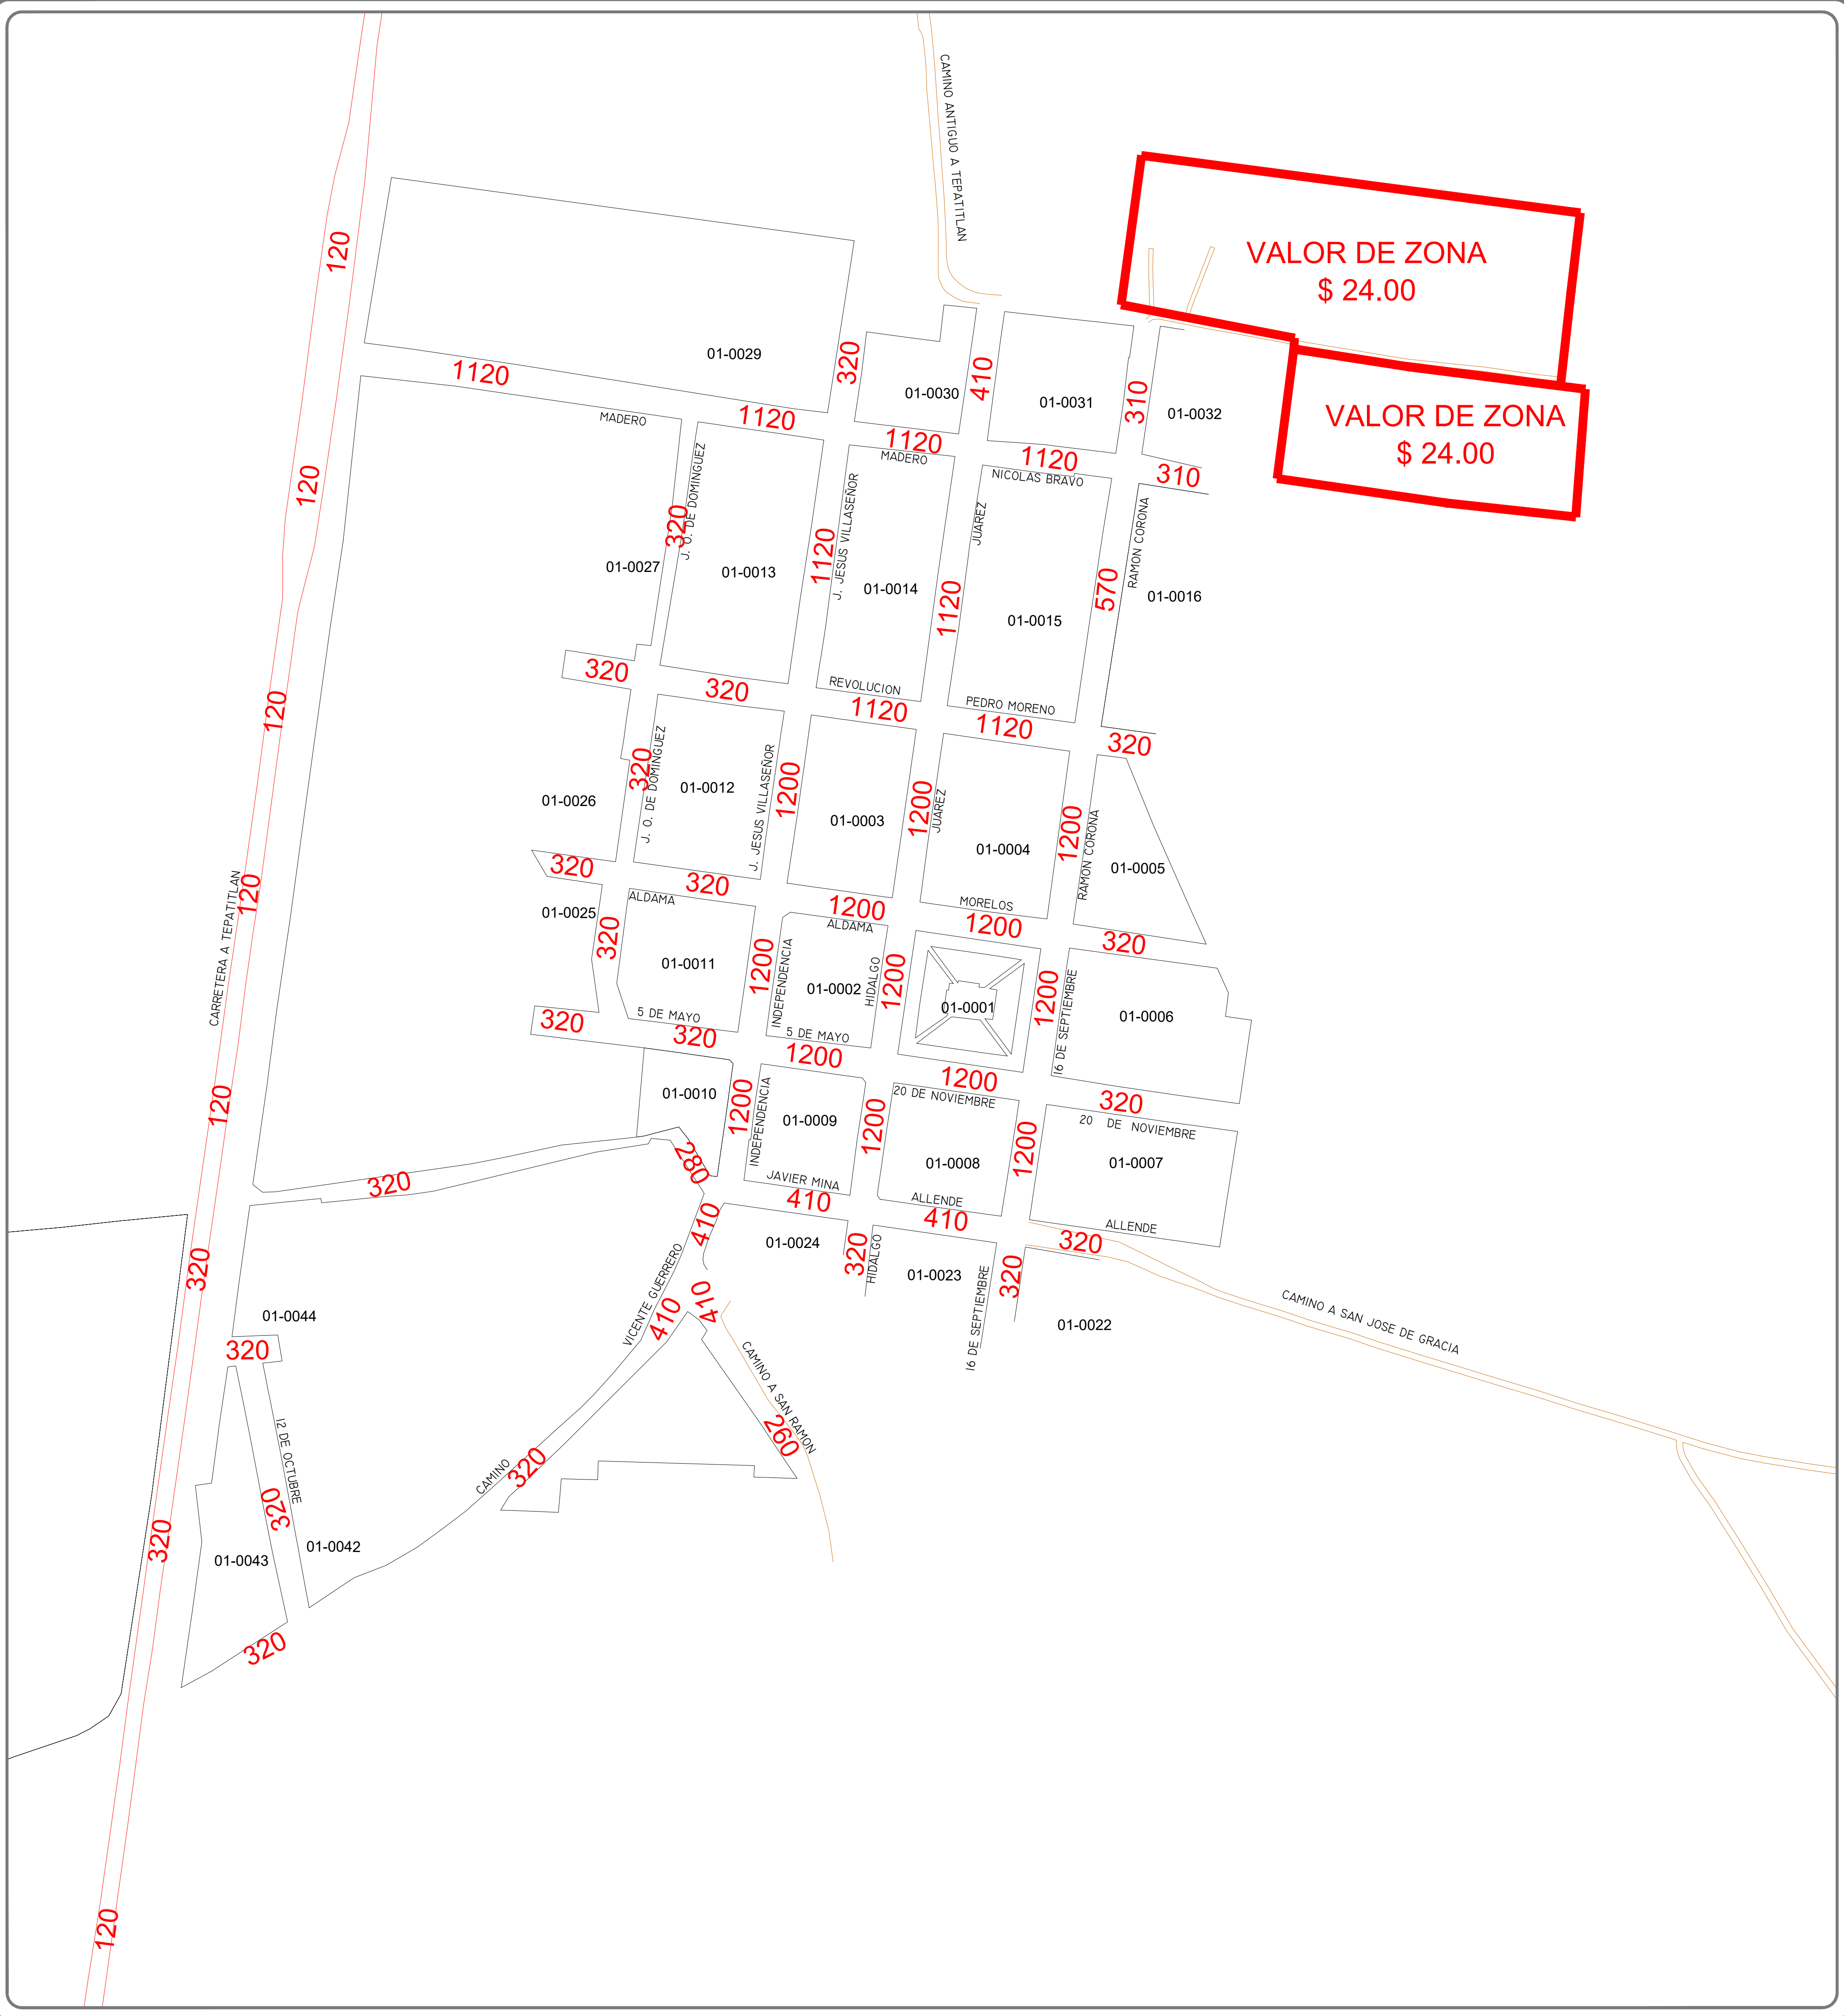 CAMINO ANTIGUO A TEPATITLAN
120
VALOR DE ZONA
$ 24.00
01-0029
320
01-0030
410
01-0031
310
01-0032
VALOR DE ZONA
$ 24.00
1120
MADERO
1120
1120
MADERO
1120
NICOLAS BRAVO
310
120
J. O. DE DOMINGUEZ
320
01-0027
01-0013
1120
J. JESUS VILLASEÑOR
01-0014
JUAREZ
1120
01-0015
570
RAMON CORONA
01-0016
320
320
REVOLUCION
1120
PEDRO MORENO
1120
320
120
320
J. O. DE DOMINGUEZ
01-0026
01-0012
J. JESUS VILLASEÑOR
1200
01-0003
1200
JUAREZ
01-0004
1200
RAMON CORONA
01-0005
320
320
ALDAMA
1200
ALDAMA
MORELOS
1200
320
CARRETERA A TEPATITLAN
120
01-0025
320
01-0011
1200
INDEPENDENCIA
01-0002
HIDALGO
1200
01-0001
1200
16 DE SEPTIEMBRE
01-0006
320
5 DE MAYO
320
5 DE MAYO
1200
1200
320
120
01-0010
1200
INDEPENDENCIA
01-0009
1200
20 DE NOVIEMBRE
01-0008
1200
20 DE NOVIEMBRE
01-0007
320
280
JAVIER MINA
410
ALLENDE
410
ALLENDE
320
320
410
VICENTE GUERRERO
01-0024
320
HIDALGO
01-0023
16 DE SEPTIEMBRE
320
01-0022
CAMINO A SAN JOSE DE GRACIA
01-0044
320
410
410
CAMINO A SAN RAMON
260
12 DE OCTUBRE
320
CAMINO
320
320
01-0043
01-0042
320
120